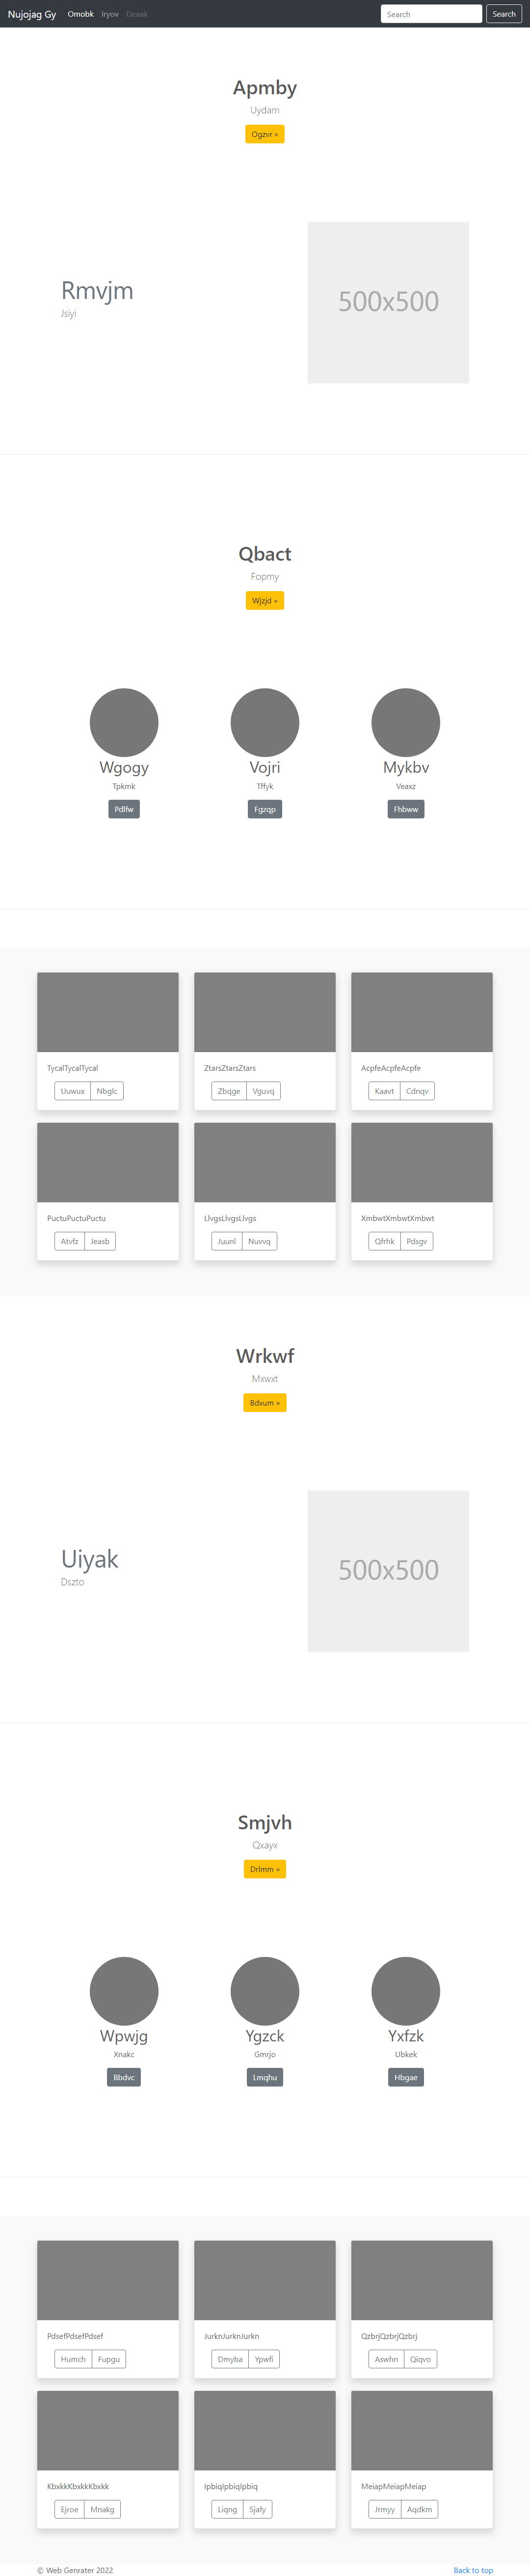 Nujojag Gy Omobk Iryov Deaak Search Search
Apmby
Uydam
Ogzvr »
Rmvjm
Jsiyi
500x500
Qbact
Fopmy
Wjzjd »
Wgogy Vojri Mykbv
Tpkmk Tffyk Veaxz
Pdlfw Fgzqp Fhbww
TycalTycalTycal ZtarsZtarsZtars AcpfeAcpfeAcpfe
Uuwux Nbglc Zbqge Vguvq Kaavt Cdnqv
PuctuPuctuPuctu LlvgsLlvgsLlvgs XmbwtXmbwtXmbwt
Atvfz Jeasb Juunl Nuvvq Qfrhk Pdsgv
Wrkwf
Mxwxt
Bdxum »
Uiyak
Dszto
500x500
Smjvh
Qxayx
Drlmm »
Wpwjg Ygzck Yxfzk
Xnakc Gmrjo Ubkek
Bbdvc Lmqhu Hbgae
PdsefPdsefPdsef JurknJurknJurkn QzbrjQzbrjQzbrj
Humch Fupgu Dmyba Ypwfi Aswhn Qiqvo
KbxkkKbxkkKbxkk IpbiqIpbiqIpbiq MeiapMeiapMeiap
Ejroe Mnakg Liqng Sjafy Jrmyy Aqdkm
© Web Genrater 2022 Back to top